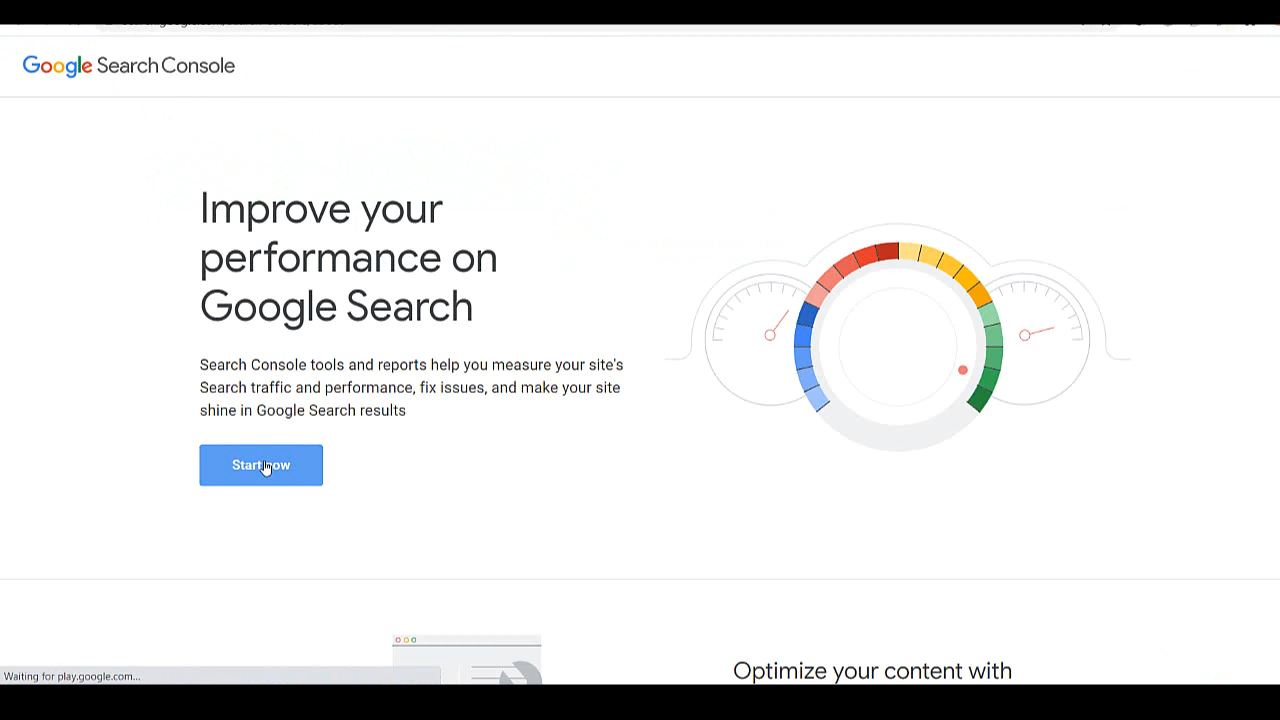 Google Search Console
Improve your
performance on
Google Search
Search Console tools and reports help you measure your site's
Search traffic and performance, fix issues, and make your site
shine in Google Search results
Start now
Optimize your content with
Waiting for play.google.com...